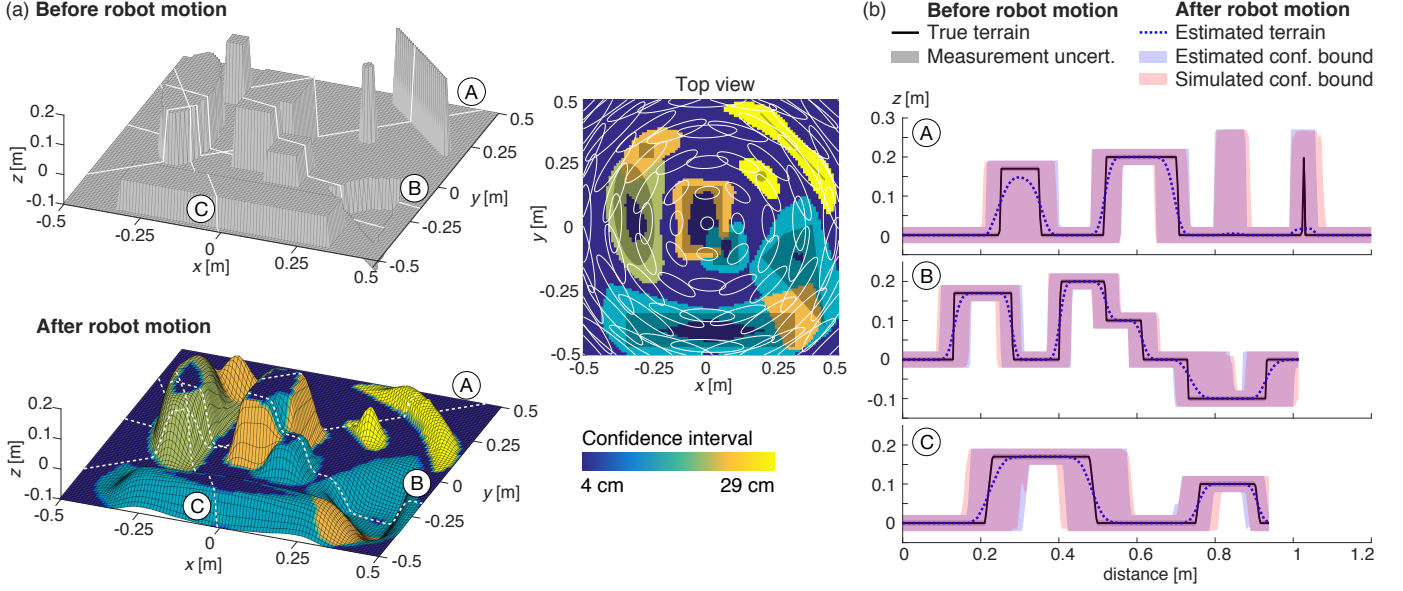 (a) Before robot motion
0.2
0.1
0
-0.1
z [m]
-0.5
-0.25
0
0.25
0.5
x [m]
-0.5
-0.25
0
0.25
0.5
y [m]
A
B
C
After robot motion
0.2
0.1
0
-0.1
z [m]
-0.5
-0.25
0
0.25
0.5
x [m]
-0.5
-0.25
0
0.25
0.5
y [m]
A
B
C
Top view
0.5
0.25
0
-0.25
-0.5
y [m]
-0.5 -0.25 0 0.25 0.5
x [m]
Confidence interval
4 cm 29 cm
(b)
Before robot motion
True terrain
Measurement uncert.
After robot motion
Estimated terrain
Estimated conf. bound
Simulated conf. bound
z [m]
A
0.3
0.2
0.1
0
B
0.2
0.1
0
-0.1
C
0.2
0.1
0
0 0.2 0.4 0.6 0.8 1 1.2
distance [m]